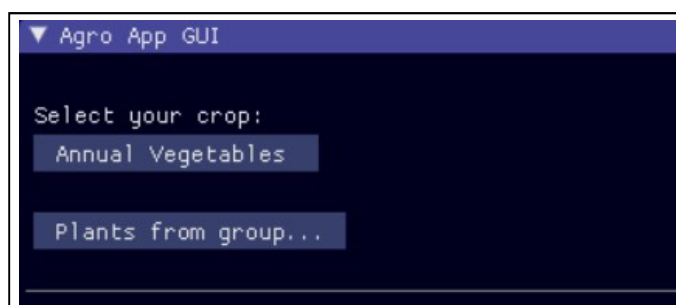 Agro App GUI
Select your crop:
Annual Vegetables
Plants from group...